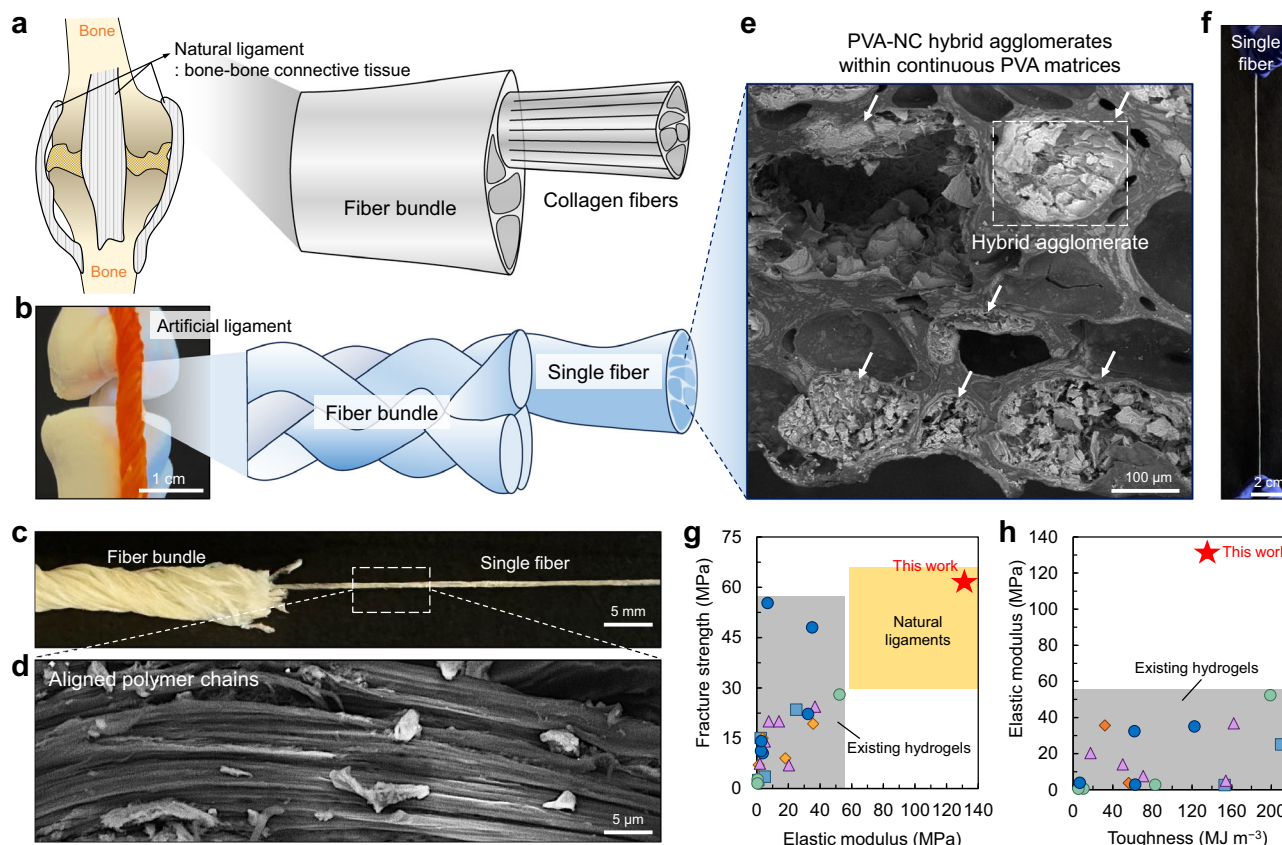 a
Bone
Natural ligament
: bone-bone connective tissue
Fiber bundle
Collagen fibers
Bone
b
Artificial ligament
Fiber bundle
Single fiber
1 cm
c
Fiber bundle
Single fiber
5 mm
d
Aligned polymer chains
5 µm
e
PVA-NC hybrid agglomerates
within continuous PVA matrices
Hybrid agglomerate
100 µm
f
Single
fiber
2 cm
g
75
60
45
30
15
0
Fracture strength (MPa)
This work
Natural
ligaments
Existing hydrogels
0 20 40 60 80 100 120 140
Elastic modulus (MPa)
h
140
120
100
80
60
40
20
0
Elastic modulus (MPa)
This work
Existing hydrogels
0 40 80 120 160 200
Toughness (MJ m⁻³)